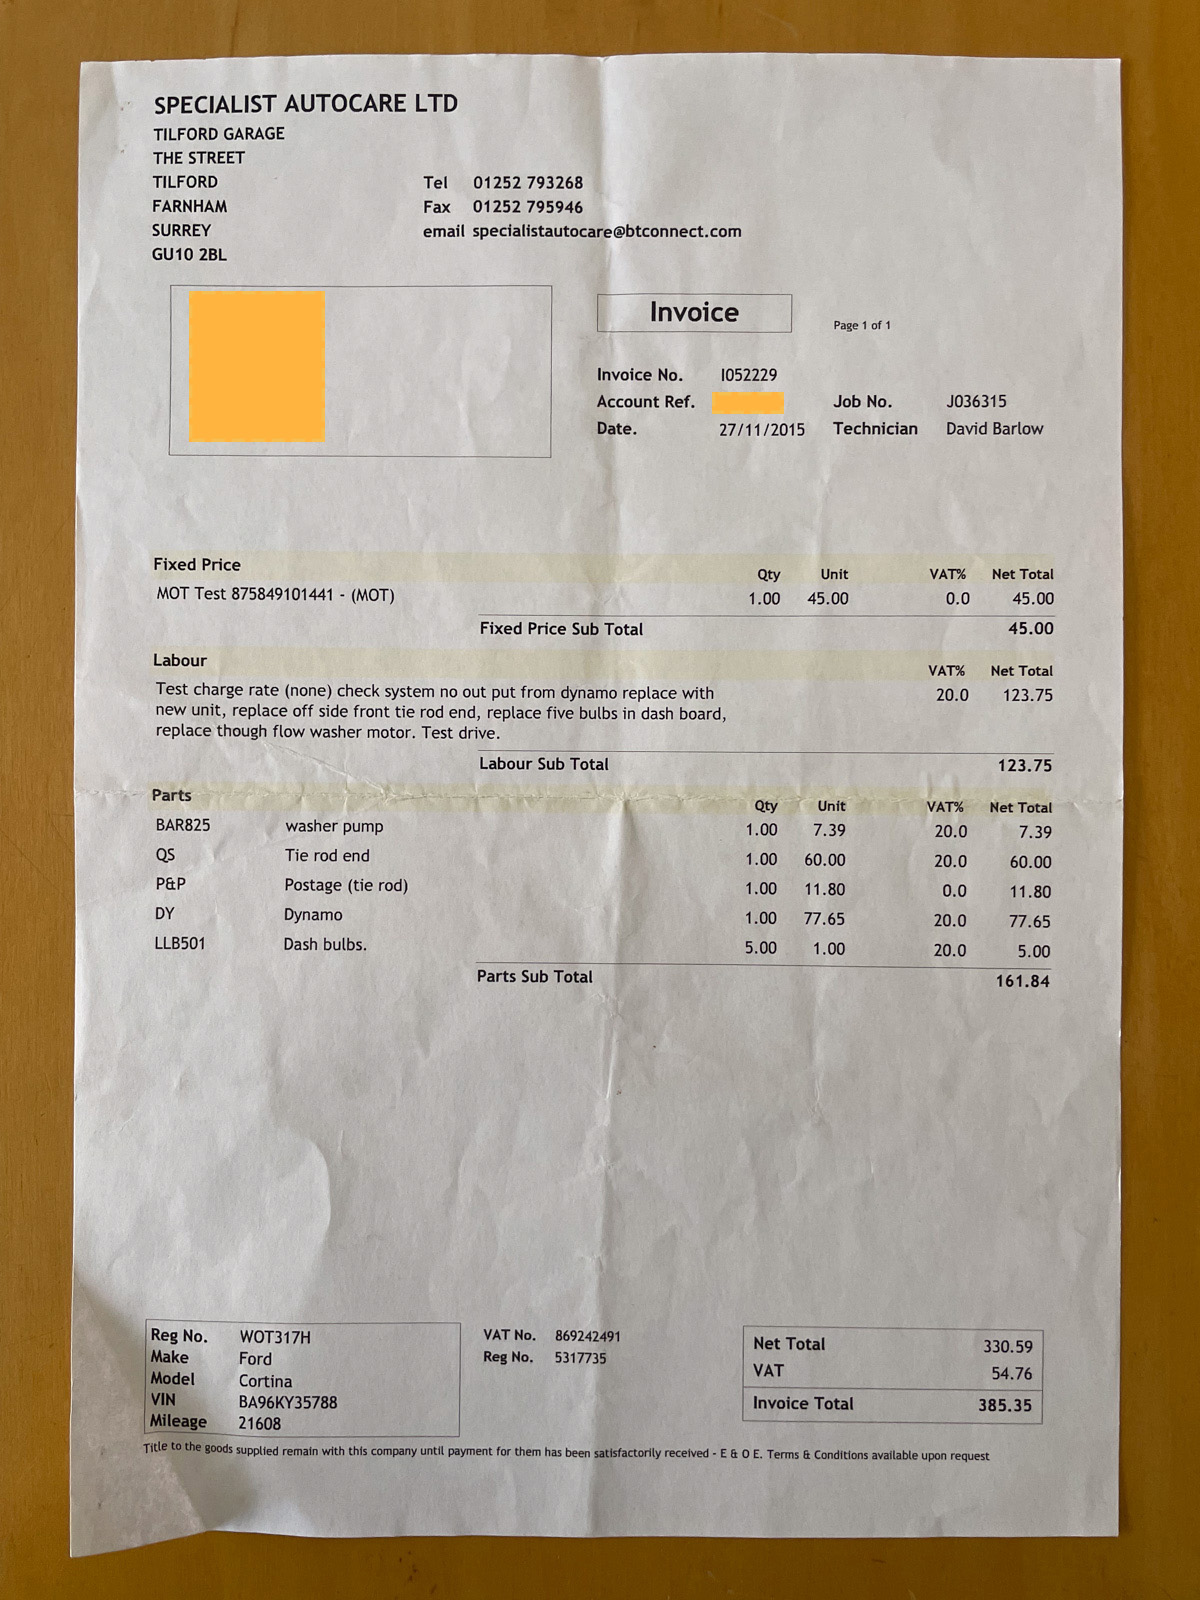 SPECIALIST AUTOCARE LTD
TILFORD GARAGE
THE STREET
TILFORD Tel 01252 793268
FARNHAM Fax 01252 795946
SURREY email specialistautocare@btconnect.com
GU10 2BL
Invoice Page 1 of 1
Invoice No. I052229
Account Ref. Job No. J036315
Date. 27/11/2015 Technician David Barlow
Fixed Price Qty Unit VAT% Net Total
MOT Test 875849101441 - (MOT) 1.00 45.00 0.0 45.00
Fixed Price Sub Total 45.00
Labour VAT% Net Total
Test charge rate (none) check system no out put from dynamo replace with 20.0 123.75
new unit, replace off side front tie rod end, replace five bulbs in dash board,
replace though flow washer motor. Test drive.
Labour Sub Total 123.75
Parts Qty Unit VAT% Net Total
BAR825 washer pump 1.00 7.39 20.0 7.39
QS Tie rod end 1.00 60.00 20.0 60.00
P&P Postage (tie rod) 1.00 11.80 0.0 11.80
DY Dynamo 1.00 77.65 20.0 77.65
LLB501 Dash bulbs. 5.00 1.00 20.0 5.00
Parts Sub Total 161.84
Reg No. WOT317H VAT No. 869242491 Net Total 330.59
Make Ford Reg No. 5317735 VAT 54.76
Model Cortina
VIN BA96KY35788 Invoice Total 385.35
Mileage 21608
Title to the goods supplied remain with this company until payment for them has been satisfactorily received - E & O E. Terms & Conditions available upon request